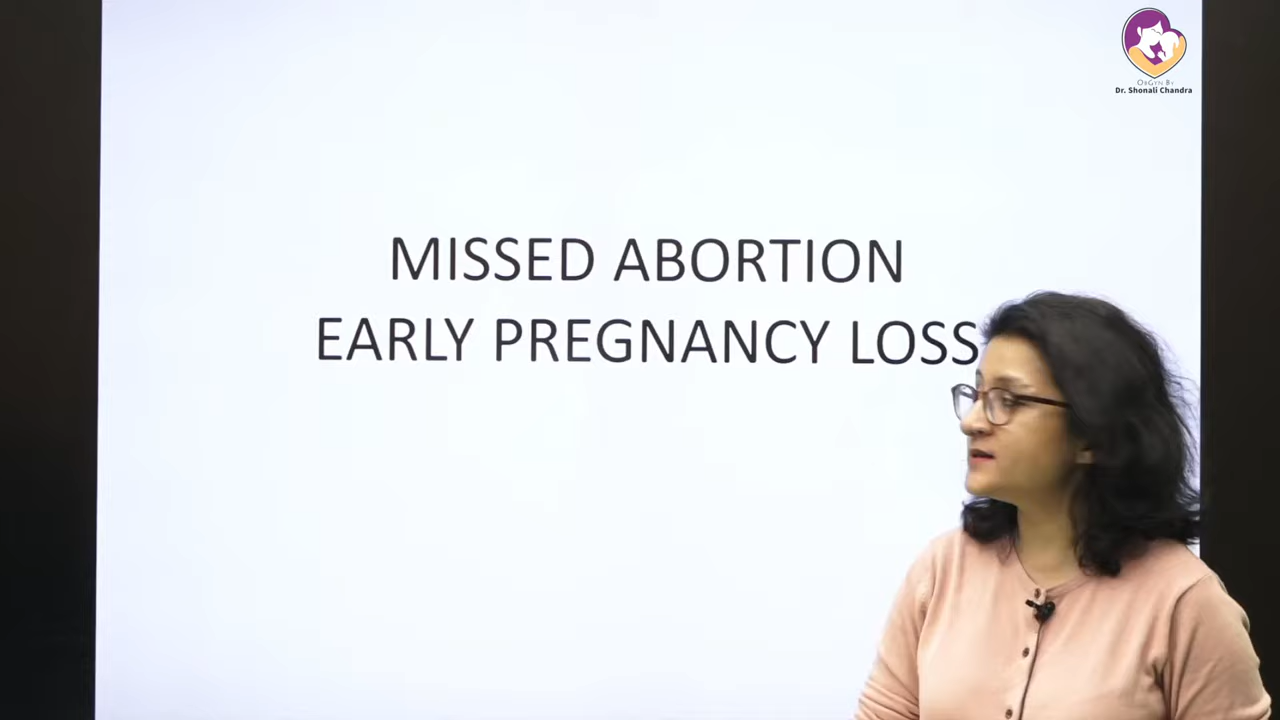 MISSED ABORTION
EARLY PREGNANCY LOSS
OBGYN BY
Dr. Shonali Chandra